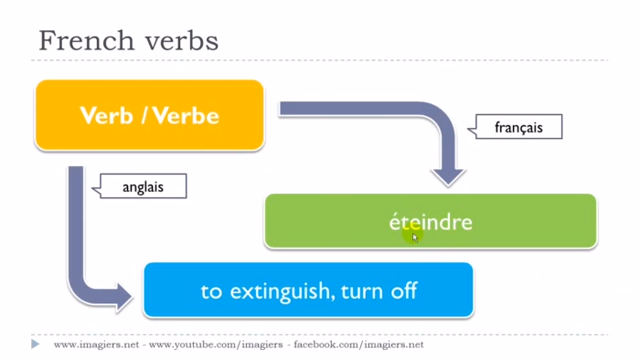 French verbs
Verb / Verbe
français
anglais
éteindre
to extinguish, turn off
www.imagiers.net - www.youtube.com/imagiers - facebook.com/imagiers.net